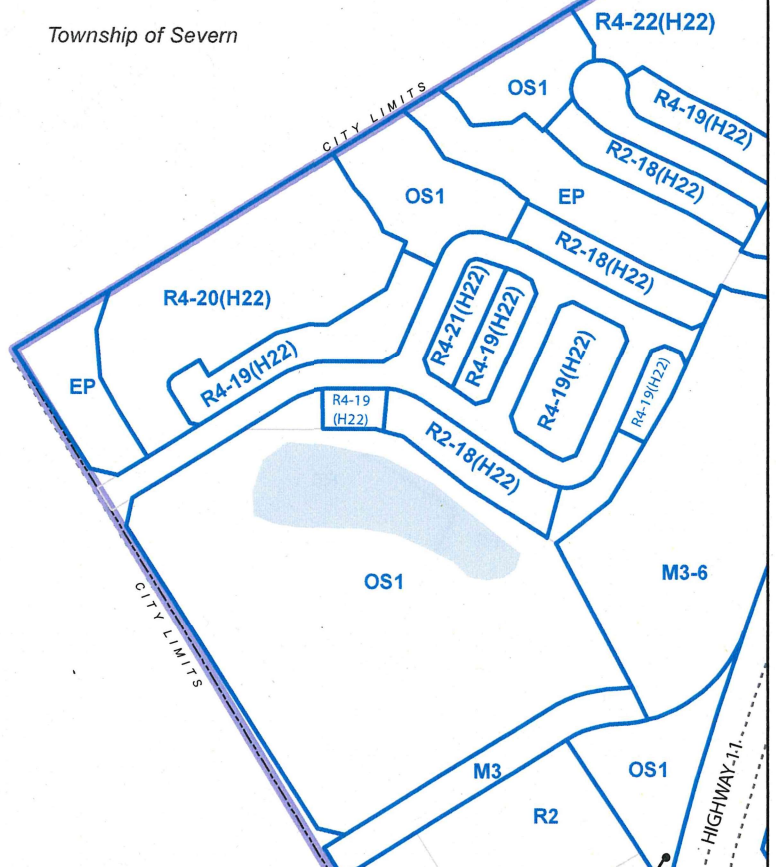 Township of Severn
R4-22(H22)
OS1
CITY LIMITS
R4-19(H22)
R2-18(H22)
OS1
EP
R2-18(H22)
R4-20(H22)
R4-21(H22)
R4-19(H22)
R4-19(H22)
R4-19(H22)
R4-19(H22)
EP
R4-19
(H22)
R2-18(H22)
OS1
M3-6
CITY LIMITS
M3
OS1
HIGHWAY-11
R2